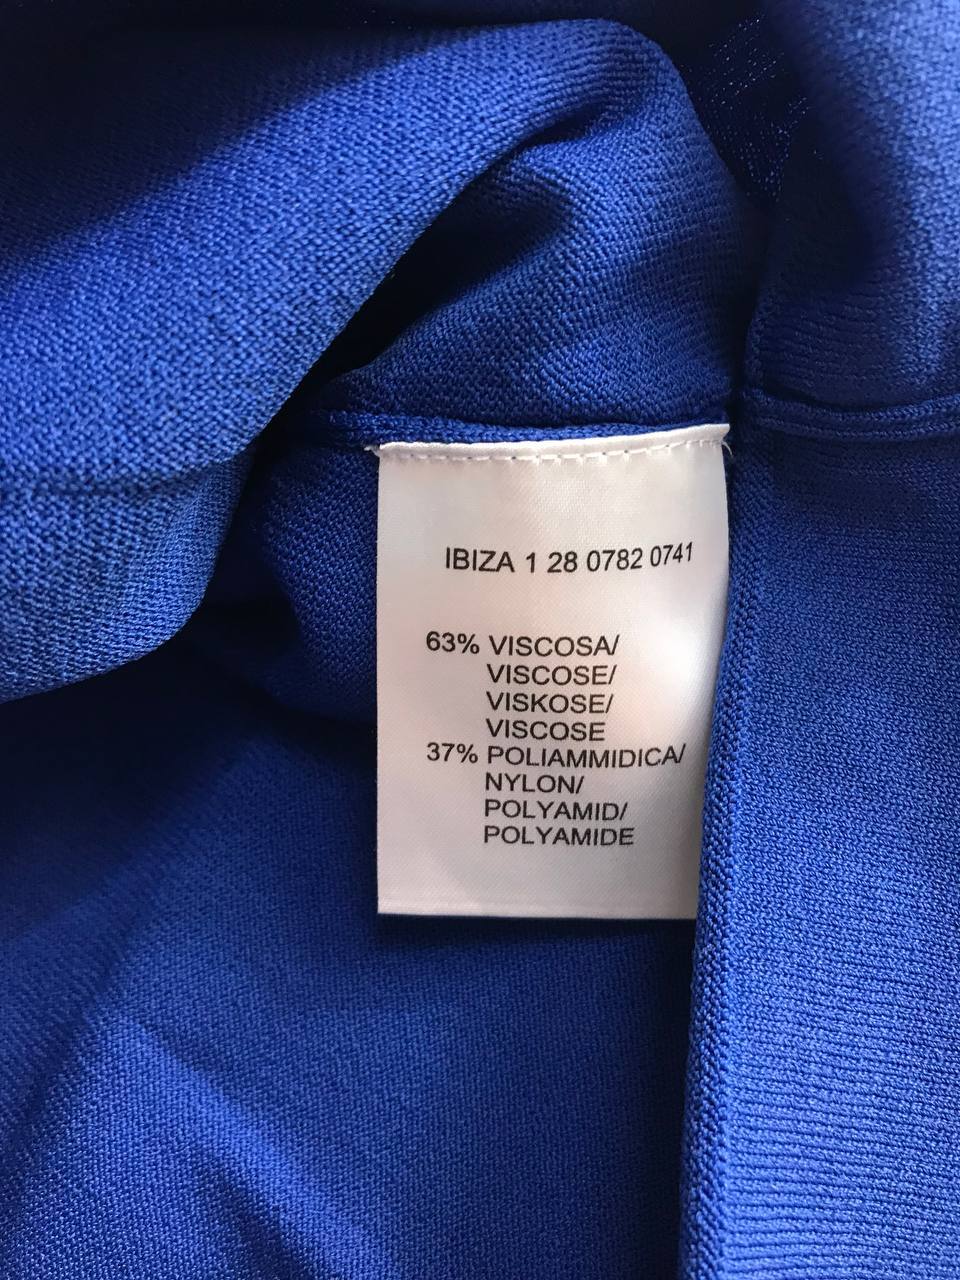 IBIZA 1 28 0782 0741
63% VISCOSA/
VISCOSE/
VISKOSE/
VISCOSE
37% POLIAMMIDICA/
NYLON/
POLYAMID/
POLYAMIDE